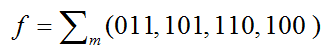 f = ∑m (011, 101, 110, 100 )